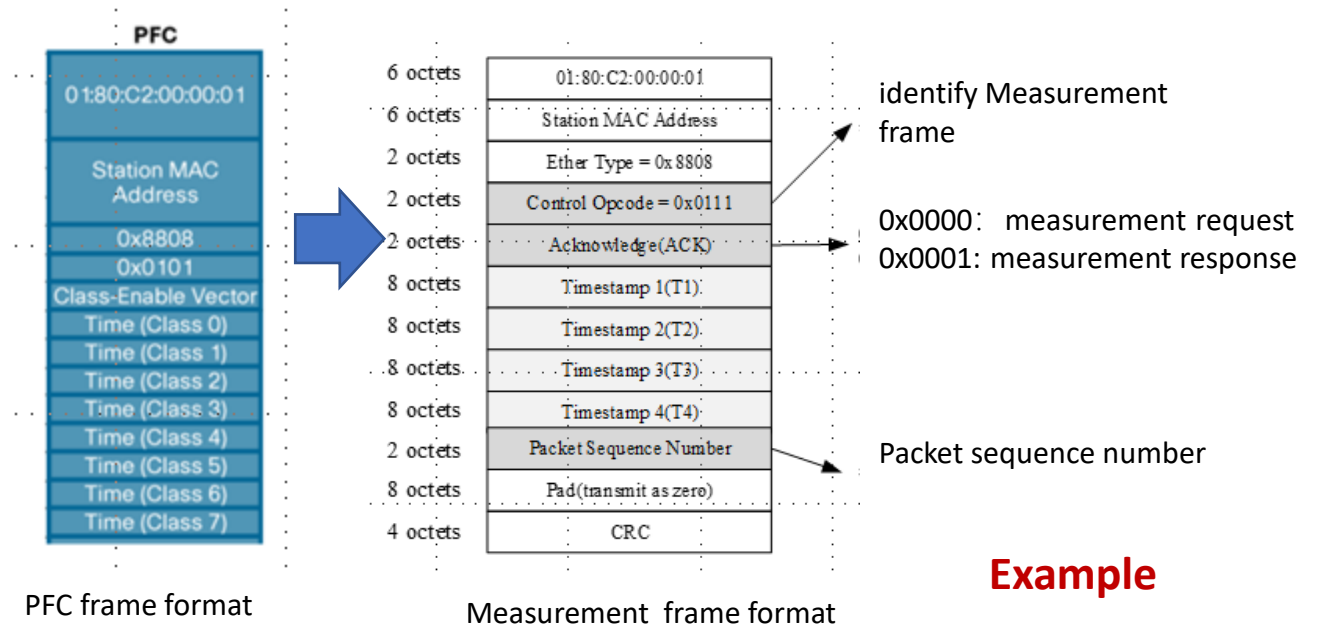 PFC
01:80:C2:00:00:01
Station MAC
Address
0x8808
0x0101
Class-Enable Vector
Time (Class 0)
Time (Class 1)
Time (Class 2)
Time (Class 3)
Time (Class 4)
Time (Class 5)
Time (Class 6)
Time (Class 7)
PFC frame format
6 octets 01:80:C2:00:00:01
6 octets Station MAC Address
2 octets Ether Type = 0x8808
2 octets Control Opcode = 0x0111
2 octets Acknowledge(ACK)
8 octets Timestamp 1(T1)
8 octets Timestamp 2(T2)
8 octets Timestamp 3(T3)
8 octets Timestamp 4(T4)
2 octets Packet Sequence Number
8 octets Pad(transmit as zero)
4 octets CRC
Measurement frame format
identify Measurement
frame
0x0000: measurement request
0x0001: measurement response
Packet sequence number
Example